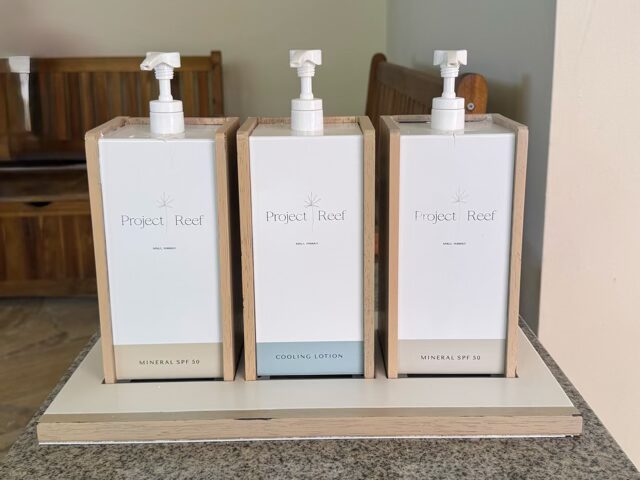 Project Reef
MINERAL SPF 50
Project Reef
COOLING LOTION
Project Reef
MINERAL SPF 50